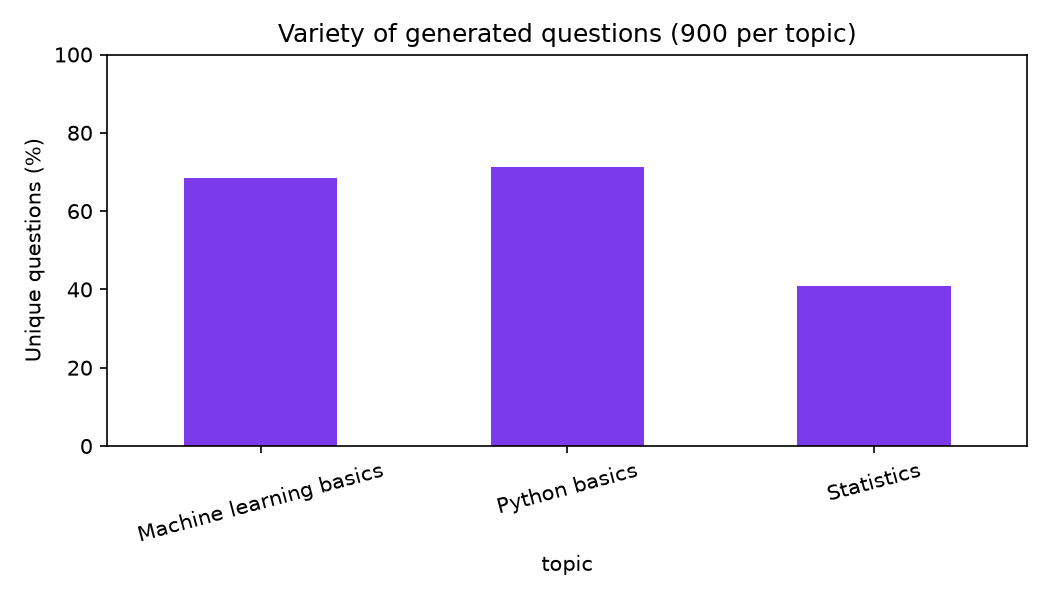 Variety of generated questions (900 per topic)
Unique questions (%)
100
80
60
40
20
0
Machine learning basics
Python basics
Statistics
topic